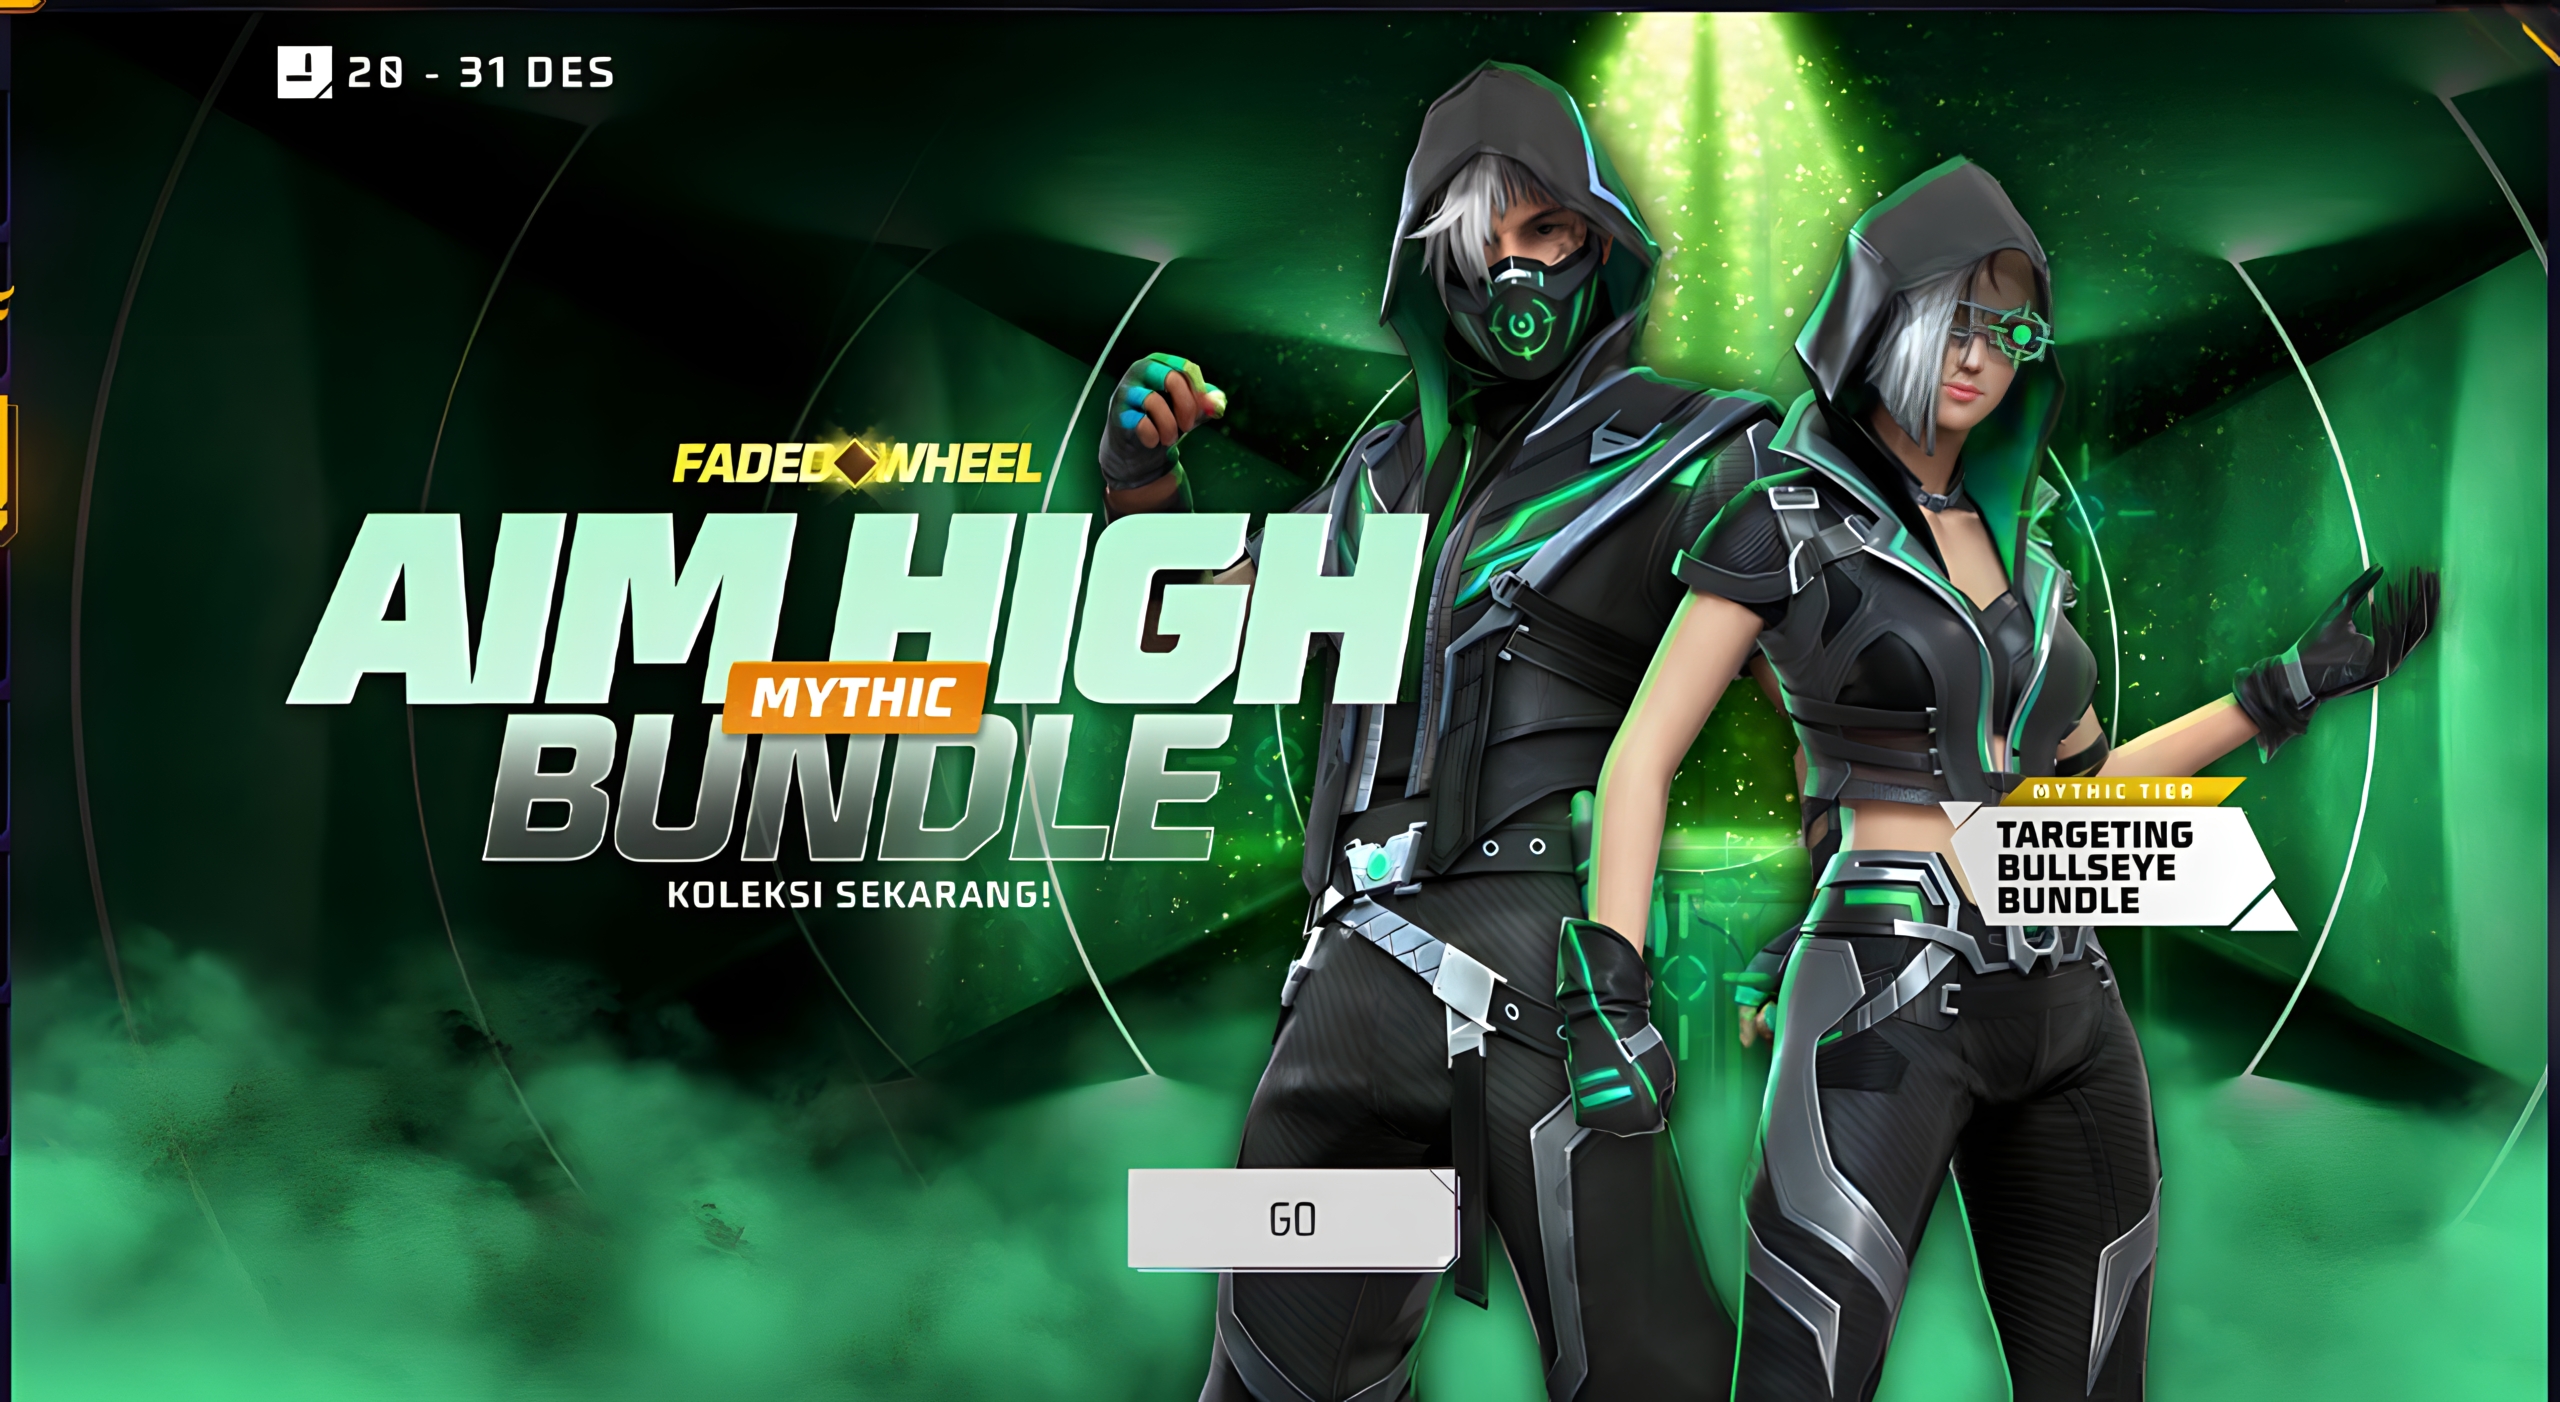 20 - 31 DES
FADED WHEEL
AIM HIGH
MYTHIC
BUNDLE
KOLEKSI SEKARANG!
MYTHIC TIER
TARGETING
BULLSEYE
BUNDLE
GO